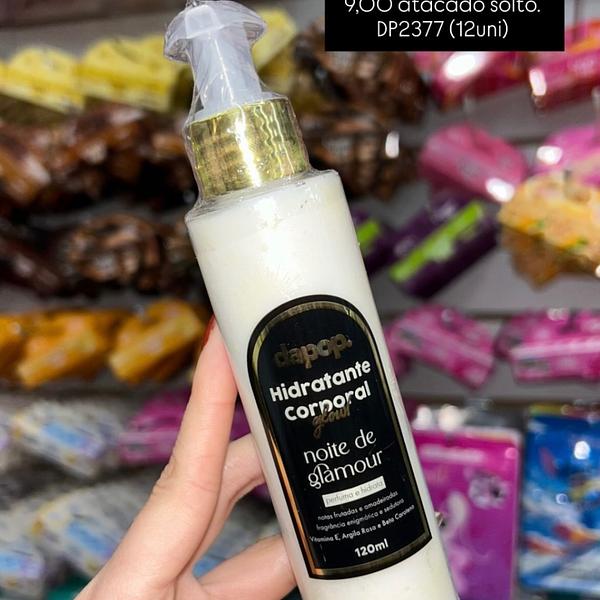 9,00 atacado solto.
DP2377 (12uni)
dapop.
Hidratante
Corporal
glow
noite de
glamour
perfuma e hidrata
notas frutadas e amadeiradas
fragrância enigmática e sedutora
Vitamina E, Argila Rosa e Beta Caroteno
120ml